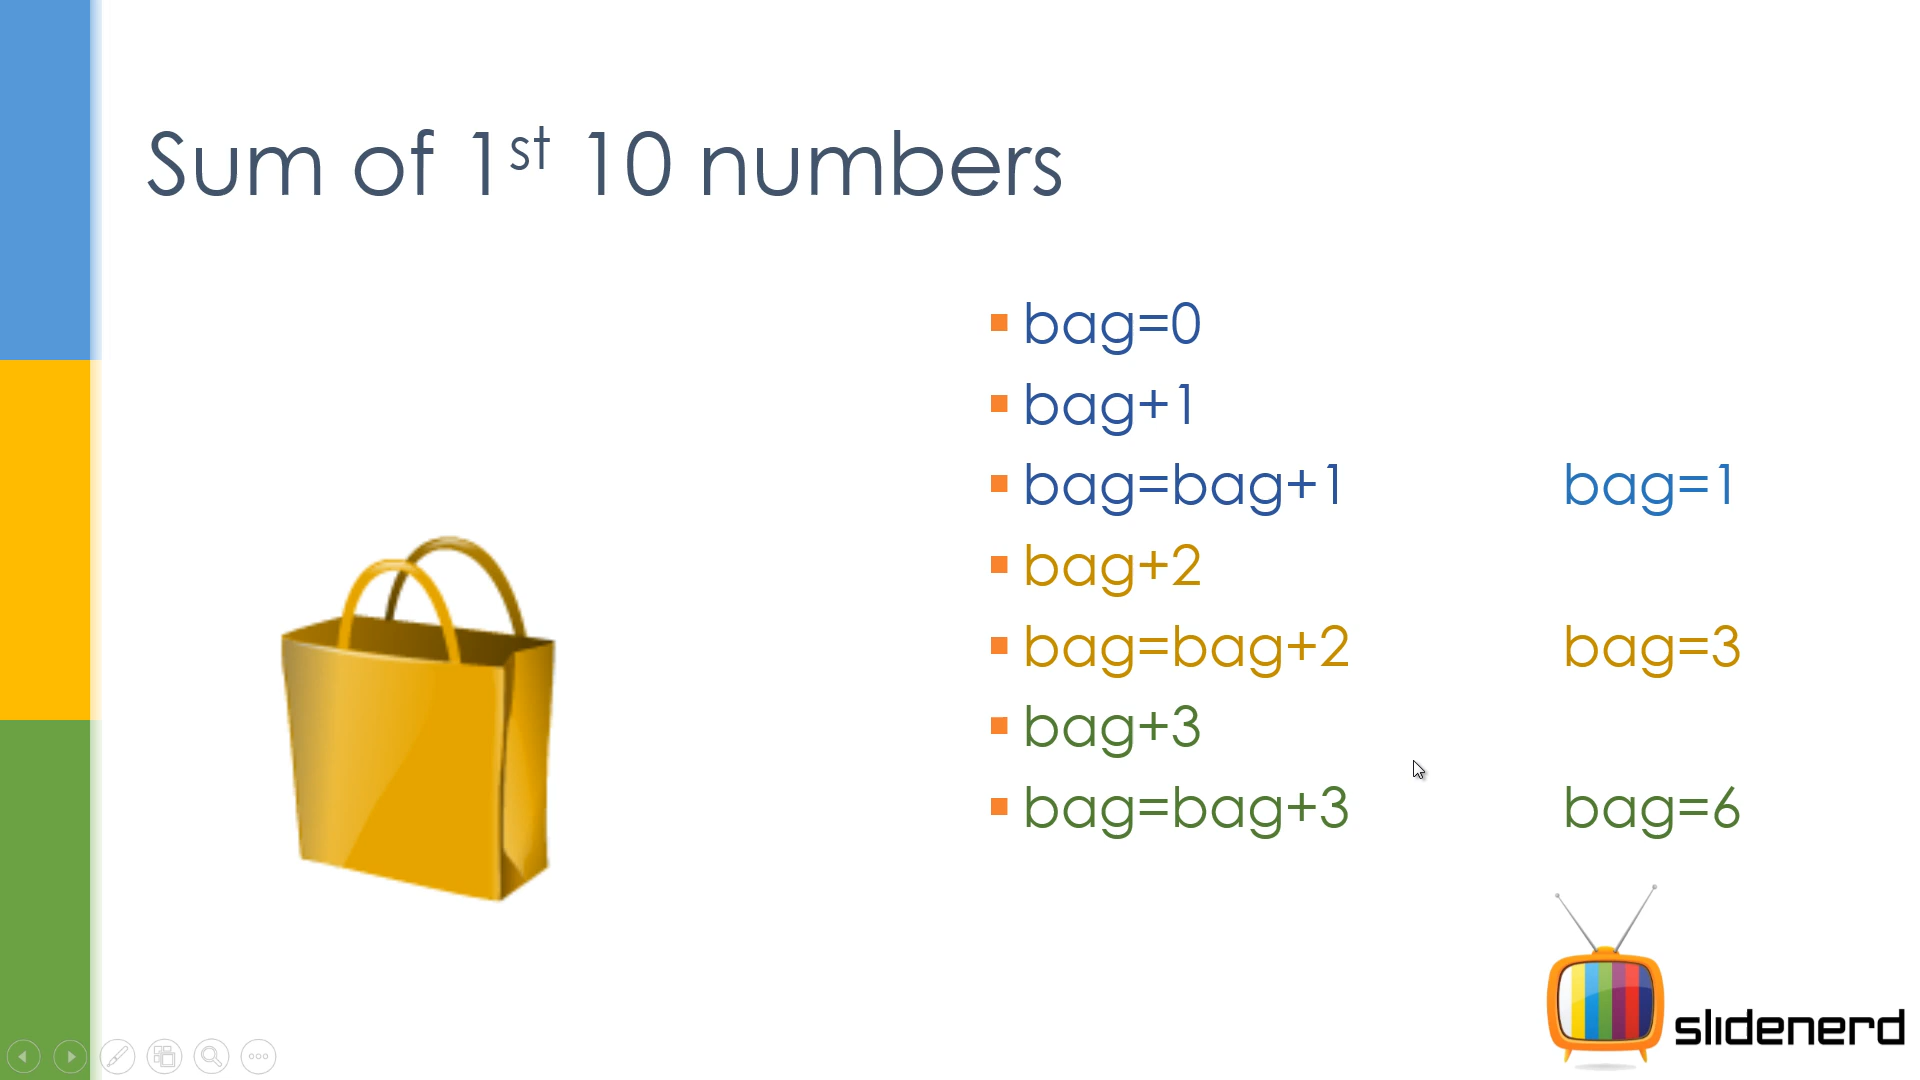 Sum of 1st 10 numbers
bag=0
bag+1
bag=bag+1 bag=1
bag+2
bag=bag+2 bag=3
bag+3
bag=bag+3 bag=6
slidenerd